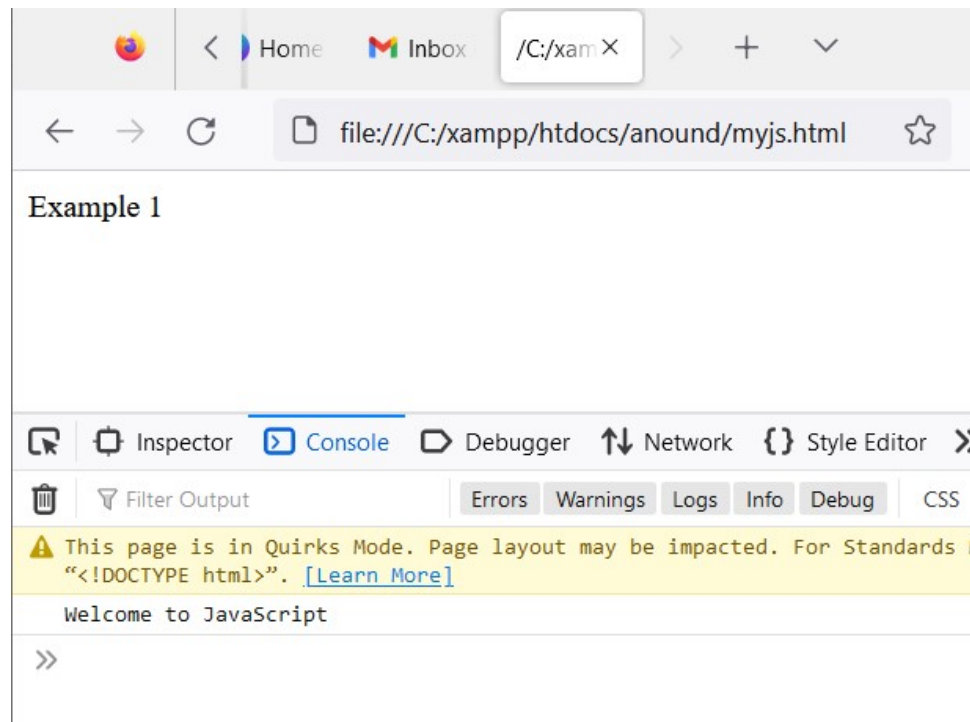 Home Inbox /C:/xam
file:///C:/xampp/htdocs/anound/myjs.html
Example 1
Inspector Console Debugger Network Style Editor
Filter Output Errors Warnings Logs Info Debug CSS
This page is in Quirks Mode. Page layout may be impacted. For Standards
“<!DOCTYPE html>”. [Learn More]
Welcome to JavaScript